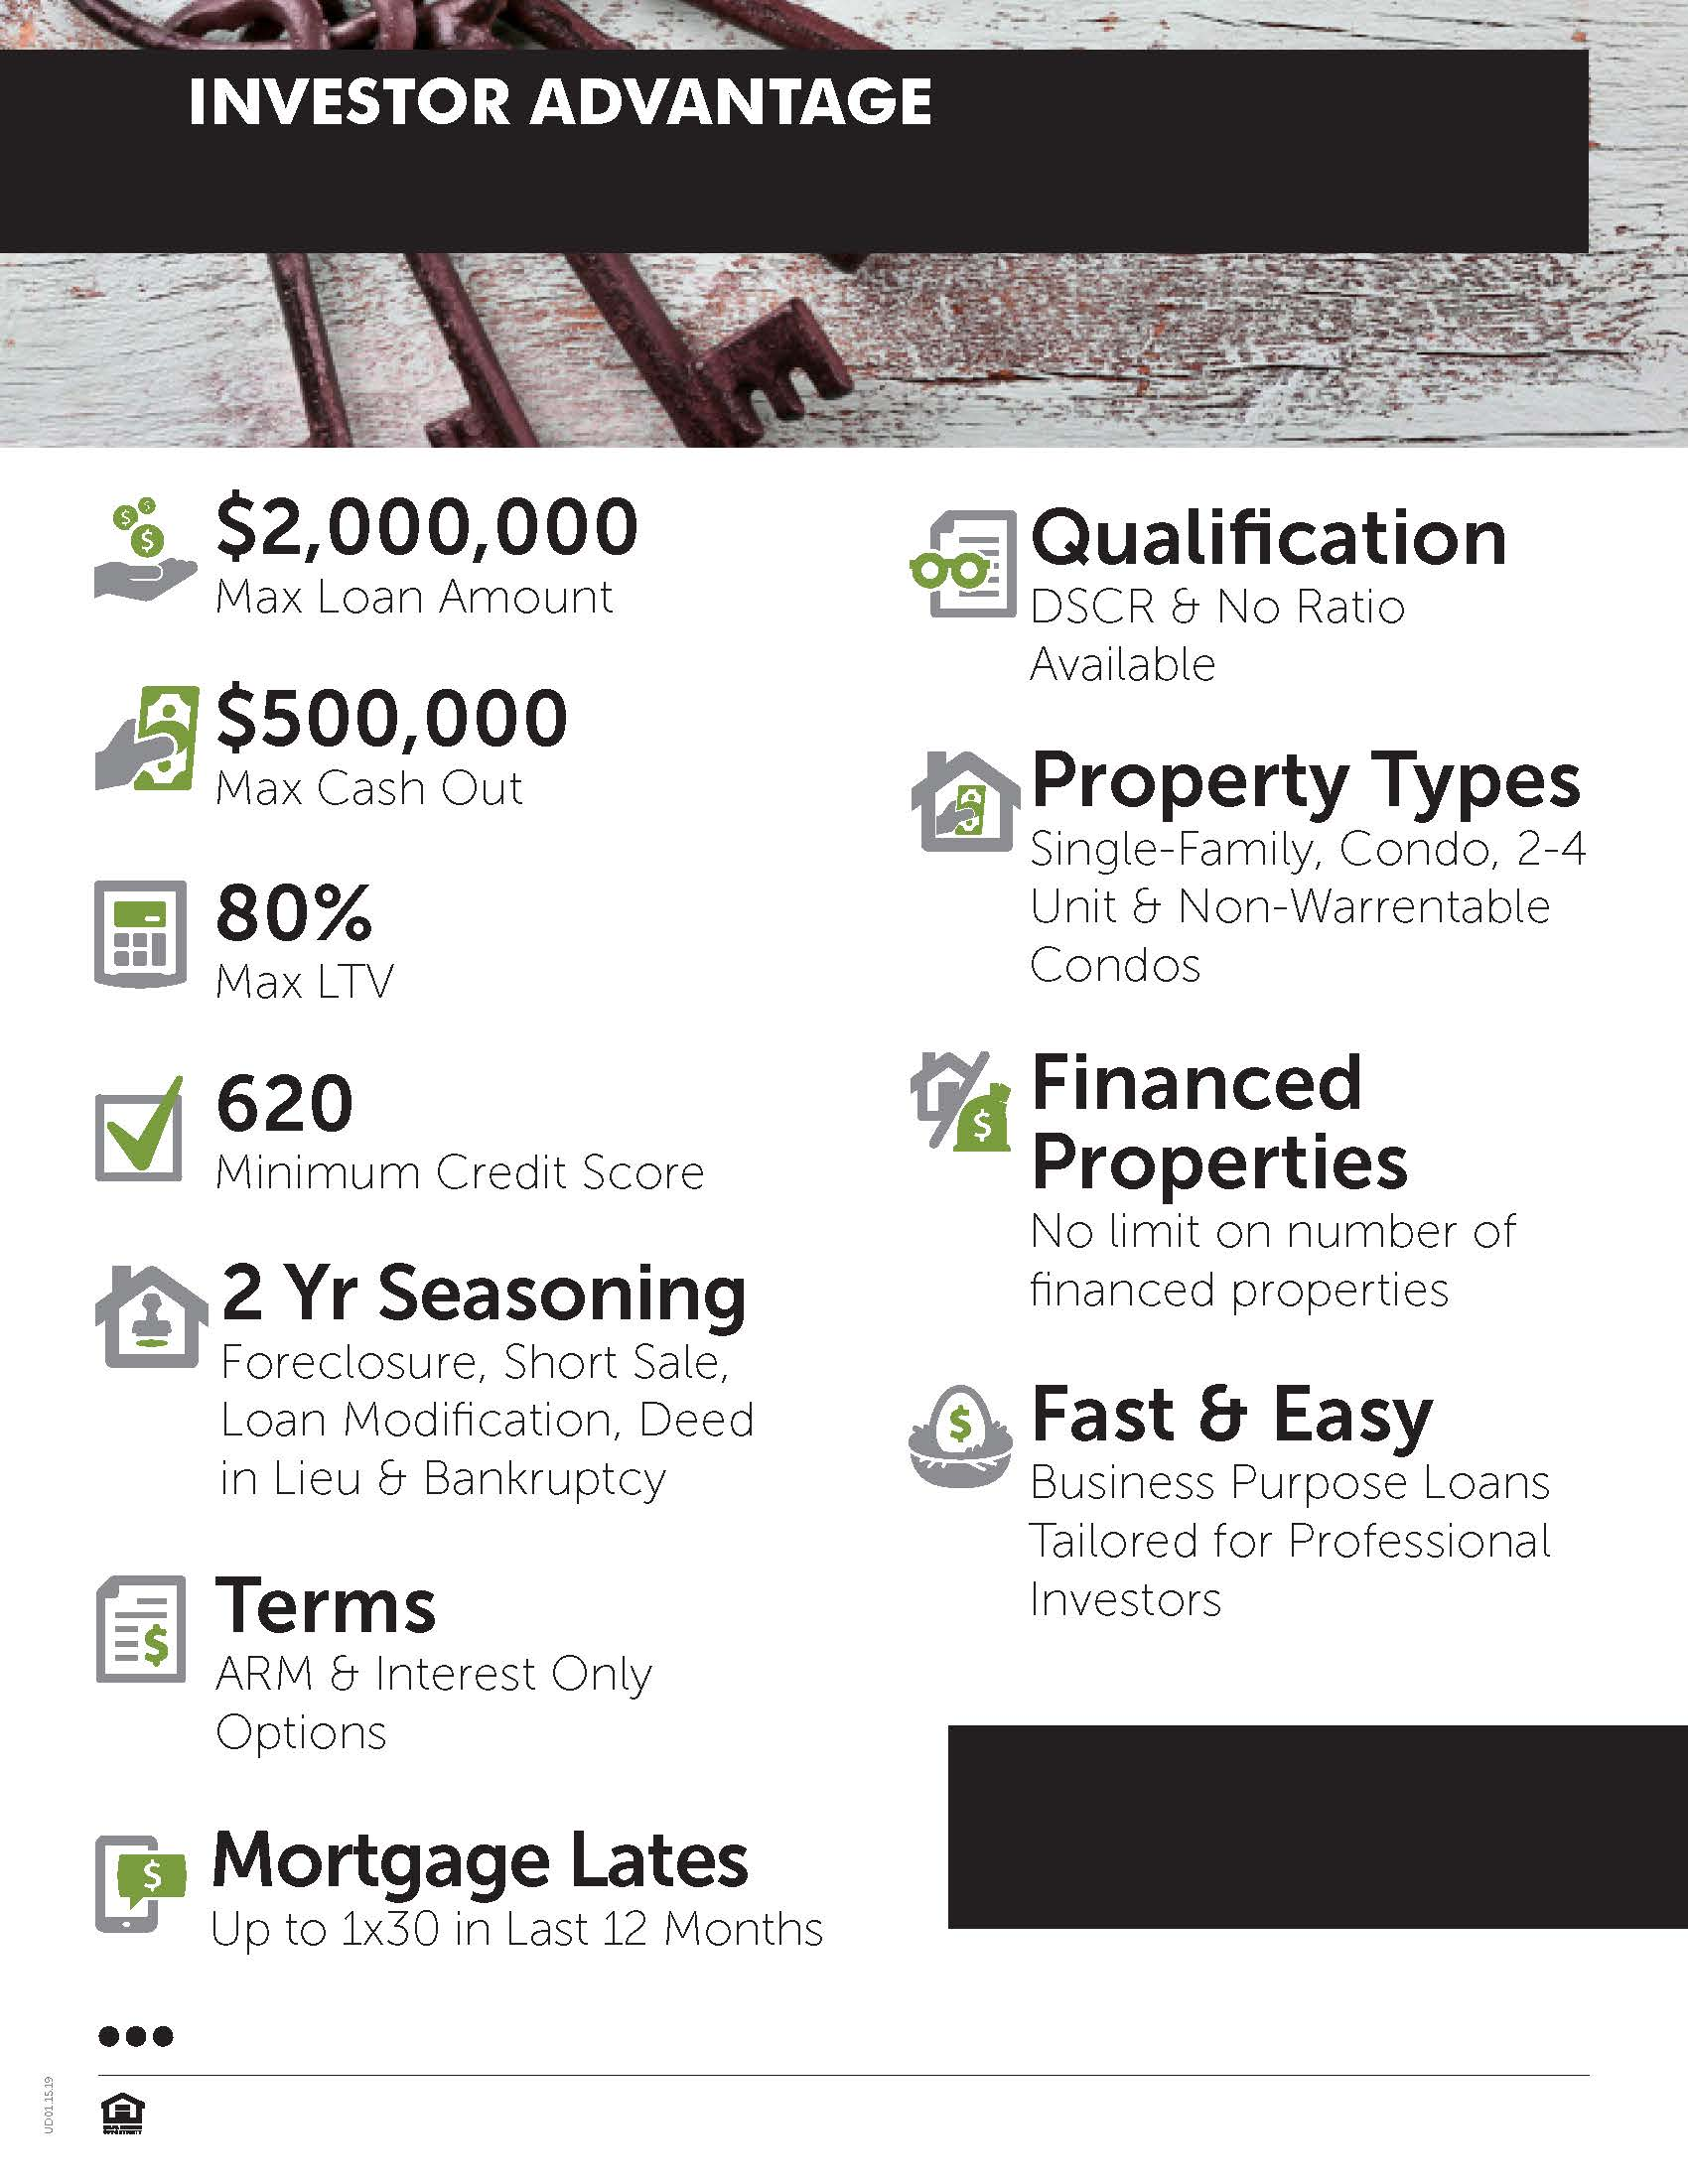 INVESTOR ADVANTAGE
$2,000,000
Max Loan Amount
$500,000
Max Cash Out
80%
Max LTV
620
Minimum Credit Score
2 Yr Seasoning
Foreclosure, Short Sale,
Loan Modification, Deed
in Lieu & Bankruptcy
Terms
ARM & Interest Only
Options
Mortgage Lates
Up to 1x30 in Last 12 Months
Qualification
DSCR & No Ratio
Available
Property Types
Single-Family, Condo, 2-4
Unit & Non-Warrentable
Condos
Financed
Properties
No limit on number of
financed properties
Fast & Easy
Business Purpose Loans
Tailored for Professional
Investors
UD01.15.19